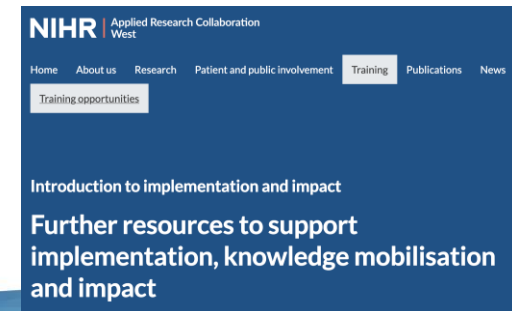 NIHR | Applied Research Collaboration
West
Home About us Research Patient and public involvement Training Publications News
Training opportunities
Introduction to implementation and impact
Further resources to support
implementation, knowledge mobilisation
and impact